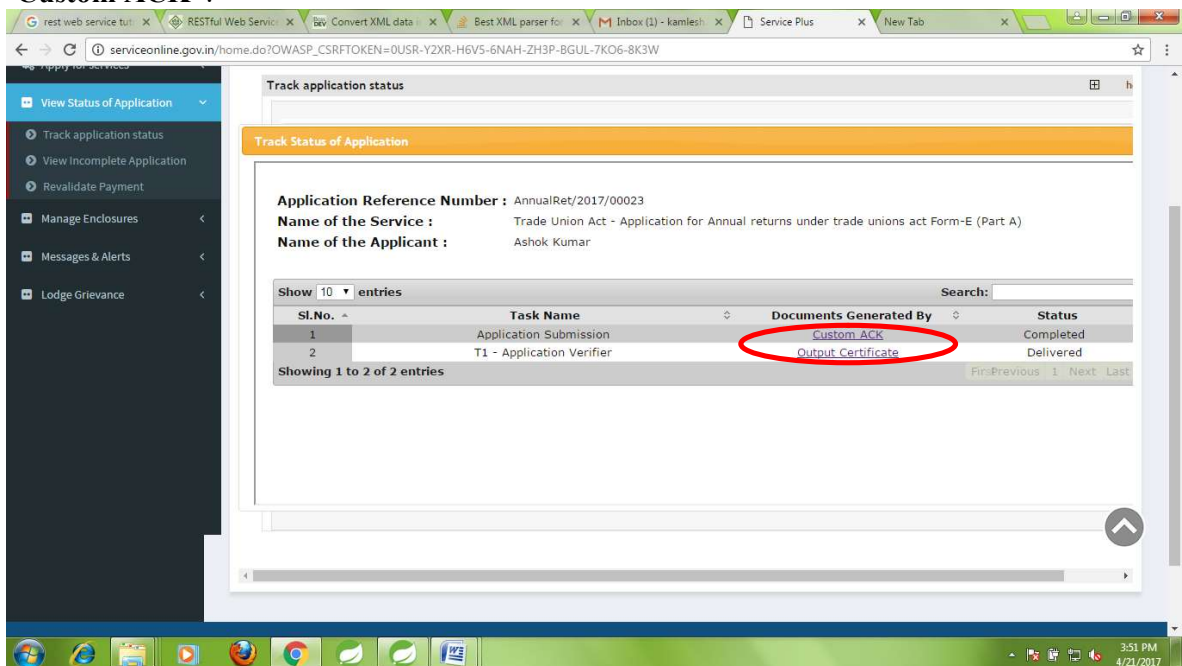 "Custom ACK".
rest web service tut
RESTful Web Service
Convert XML data i
Best XML parser for
Inbox (1) - kamlesh
Service Plus
New Tab
serviceonline.gov.in/home.do?OWASP_CSRFTOKEN=0USR-Y2XR-H6V5-6NAH-ZH3P-BGUL-7KO6-8K3W
View Status of Application
Track application status
View Incomplete Application
Revalidate Payment
Manage Enclosures
Messages & Alerts
Lodge Grievance
Track application status
Track Status of Application
Application Reference Number : AnnualRet/2017/00023
Name of the Service : Trade Union Act - Application for Annual returns under trade unions act Form-E (Part A)
Name of the Applicant : Ashok Kumar
Show 10 entries Search:
Sl.No. Task Name Documents Generated By Status
1 Application Submission Custom ACK Completed
2 T1 - Application Verifier Output Certificate Delivered
Showing 1 to 2 of 2 entries Previous 1 Next Last
3:51 PM
4/21/2017